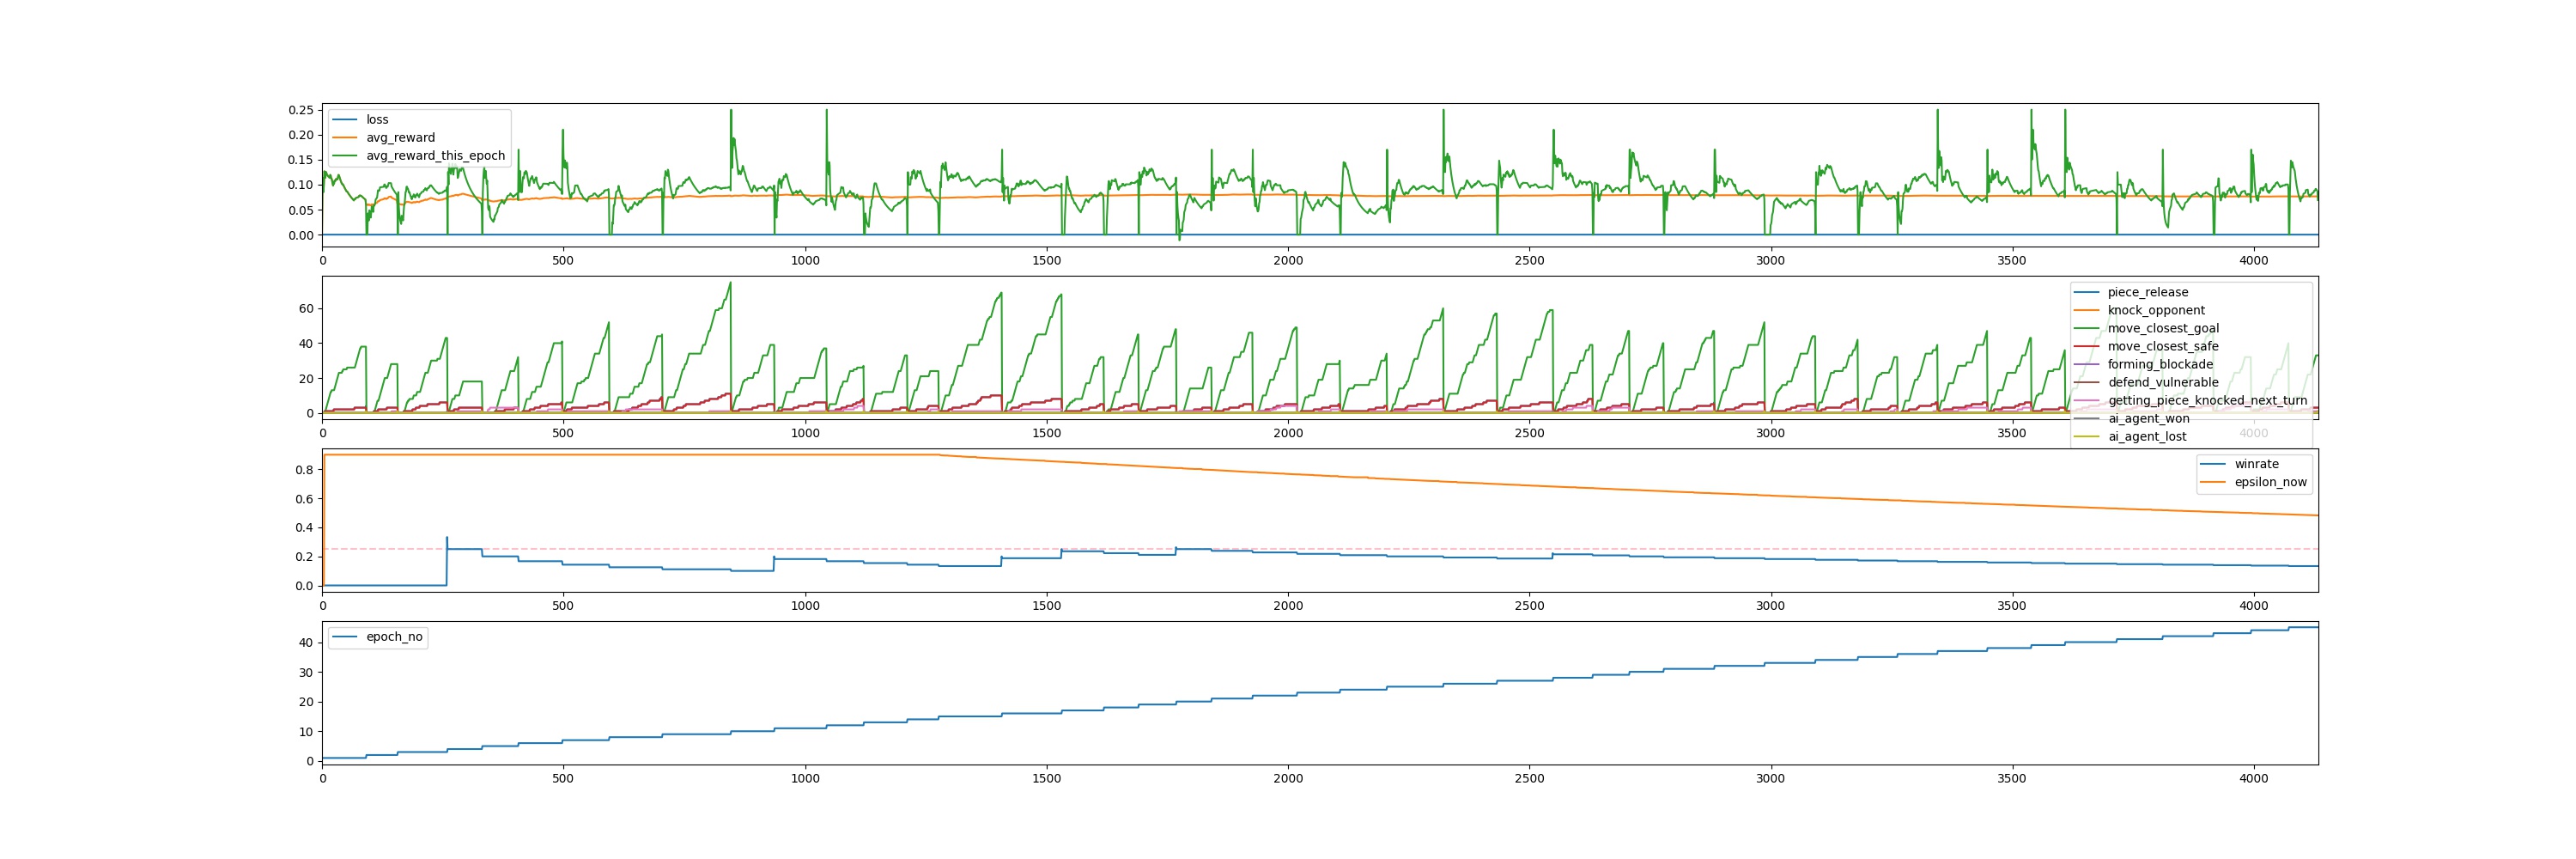 0.25
0.20
0.15
0.10
0.05
0.00
loss
avg_reward
avg_reward_this_epoch
0 500 1000 1500 2000 2500 3000 3500 4000
60
40
20
0
piece_release
knock_opponent
move_closest_goal
move_closest_safe
forming_blockade
defend_vulnerable
getting_piece_knocked_next_turn
ai_agent_won
ai_agent_lost
0 500 1000 1500 2000 2500 3000 3500 4000
0.8
0.6
0.4
0.2
0.0
winrate
epsilon_now
0 500 1000 1500 2000 2500 3000 3500 4000
40
30
20
10
0
epoch_no
0 500 1000 1500 2000 2500 3000 3500 4000